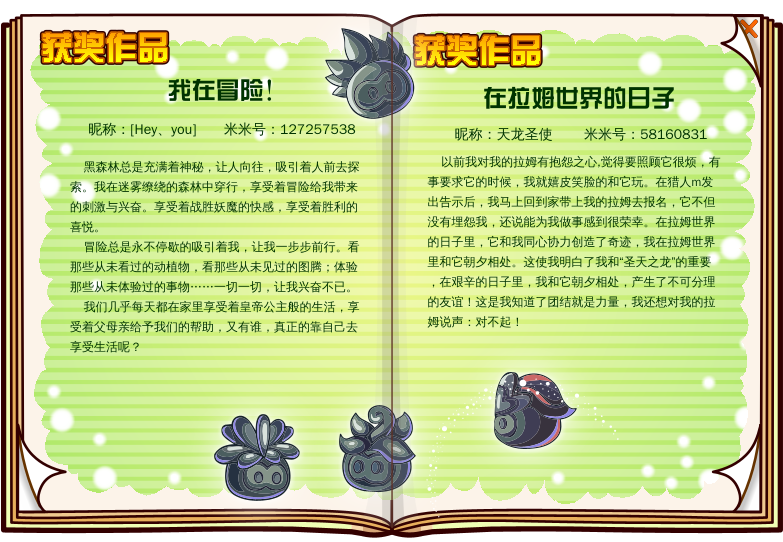 获奖作品
我在冒险!
昵称：[Hey、you] 米米号：127257538
黑森林总是充满着神秘，让人向往，吸引着人前去探
索。我在迷雾缭绕的森林中穿行，享受着冒险给我带来
的刺激与兴奋。享受着战胜妖魔的快感，享受着胜利的
喜悦。
冒险总是永不停歇的吸引着我，让我一步步前行。看
那些从未看过的动植物，看那些从未见过的图腾；体验
那些从未体验过的事物……一切一切，让我兴奋不已。
我们几乎每天都在家里享受着皇帝公主般的生活，享
受着父母亲给予我们的帮助，又有谁，真正的靠自己去
享受生活呢？
获奖作品
在拉姆世界的日子
昵称：天龙圣使 米米号：58160831
以前我对我的拉姆有抱怨之心,觉得要照顾它很烦，有
事要求它的时候，我就嬉皮笑脸的和它玩。在猎人m发
出告示后，我马上回到家带上我的拉姆去报名，它不但
没有埋怨我，还说能为我做事感到很荣幸。在拉姆世界
的日子里，它和我同心协力创造了奇迹，我在拉姆世界
里和它朝夕相处。这使我明白了我和“圣天之龙”的重要
，在艰辛的日子里，我和它朝夕相处，产生了不可分理
的友谊！这是我知道了团结就是力量，我还想对我的拉
姆说声：对不起！